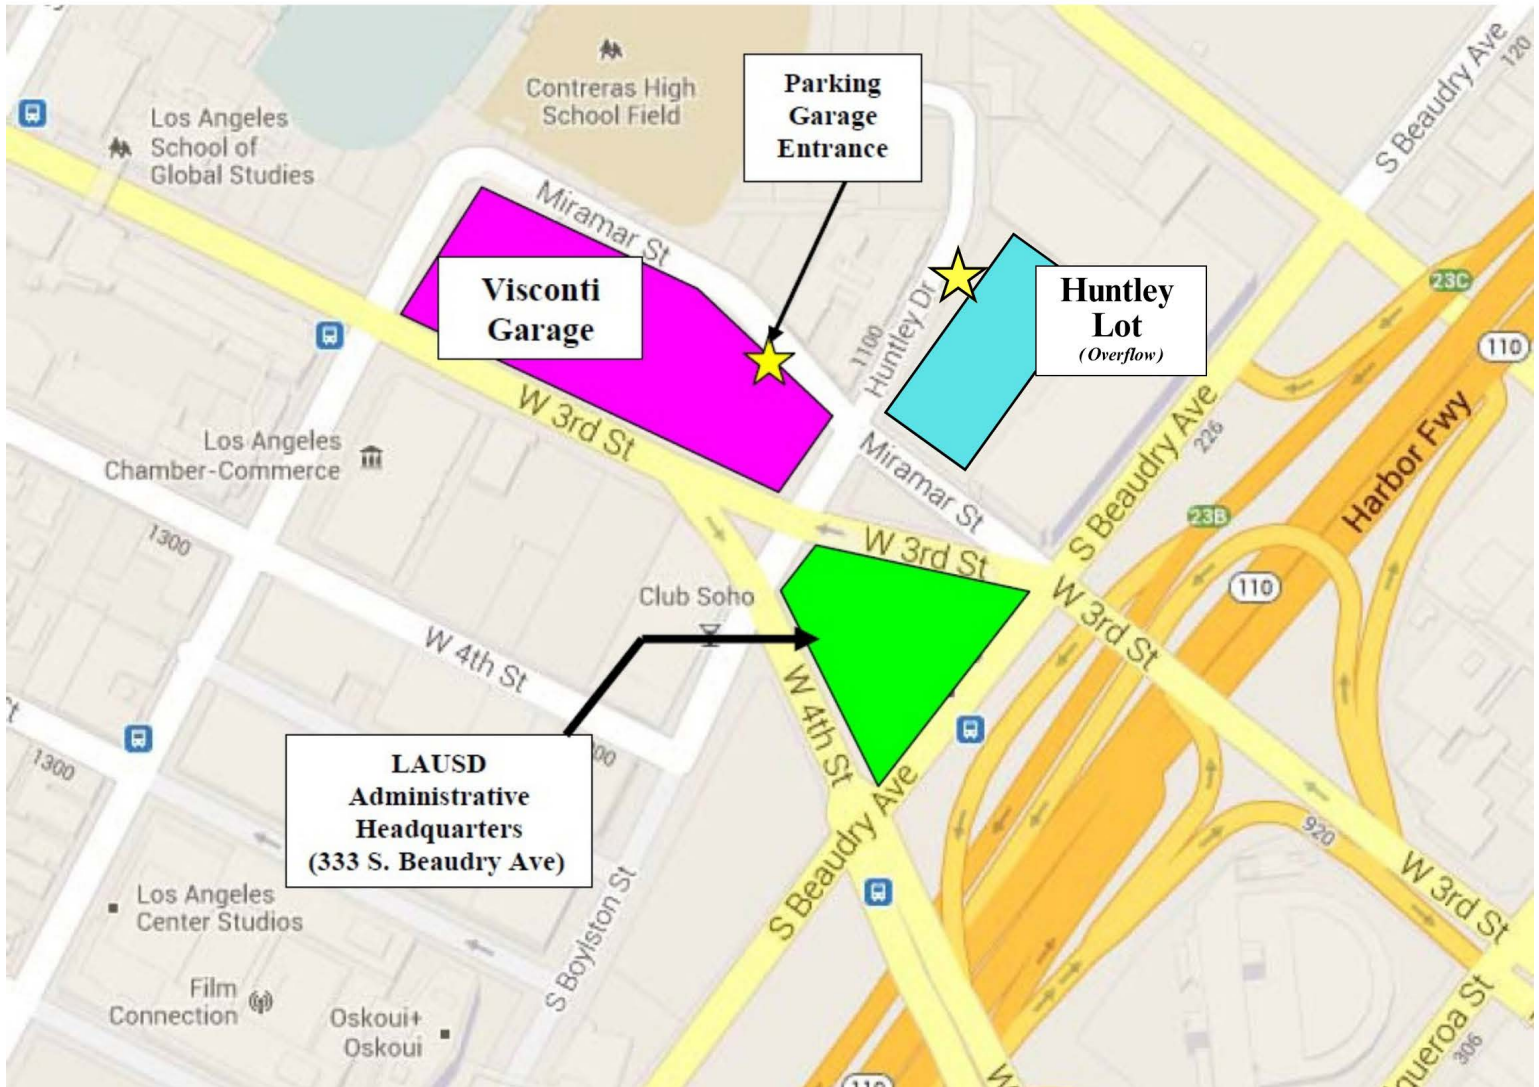 S Beaudry Ave
120
Contreras High
School Field
Parking
Garage
Entrance
Los Angeles
School of
Global Studies
Miramar St
Visconti
Garage
Huntley Dr
1100
Huntley
Lot
(Overflow)
23C
110
W 3rd St
Los Angeles
Chamber-Commerce
Miramar St
S Beaudry Ave
226
Harbor Fwy
23B
1300
W 3rd St
110
Club Soho
W 3rd St
W 4th St
W 4th St
St
1300
LAUSD
Administrative
Headquarters
(333 S. Beaudry Ave)
S Beaudry Ave
920
W 3rd St
Los Angeles
Center Studios
S Boylston St
Film
Connection
Oskoui+
Oskoui
ueroa St
306
110
W